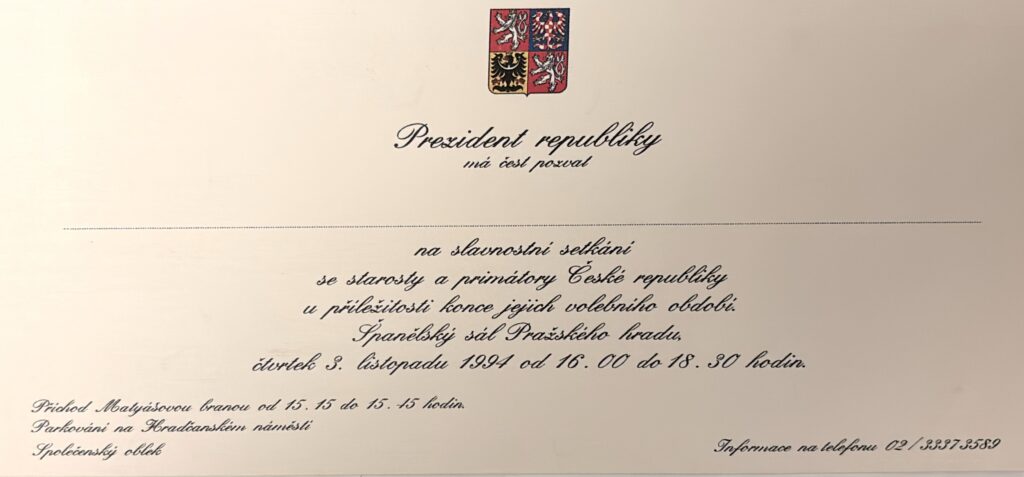 Prezident republiky
má čest pozvat
na slavnostní setkání
se starosty a primátory České republiky
u příležitosti konce jejich volebního období.
Španělský sál Pražského hradu,
čtvrtek 3. listopadu 1994 od 16.00 do 18.30 hodin.
Příchod Matyášovou branou od 15.15 do 15.45 hodin.
Parkování na Hradčanském náměstí
Společenský oblek
Informace na telefonu 02/33373589